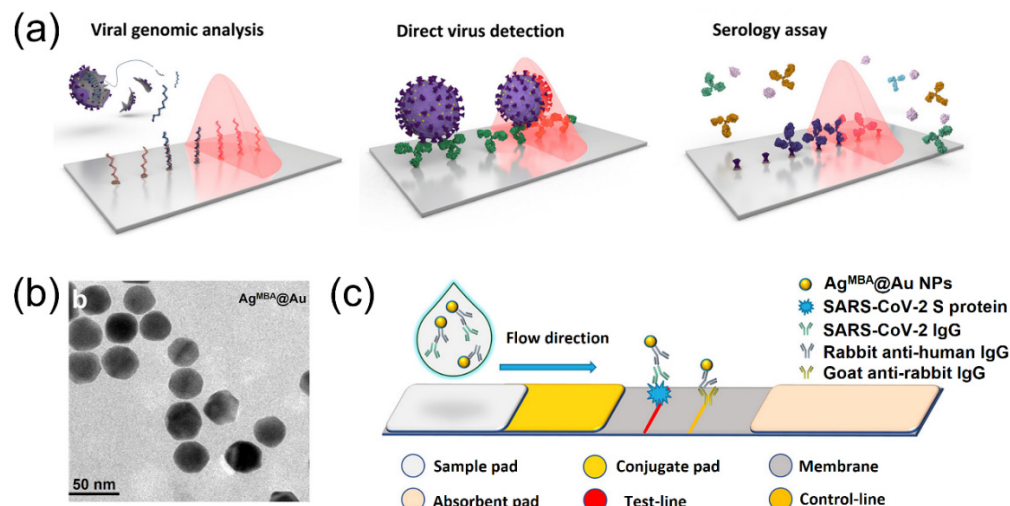 (a)
Viral genomic analysis
Direct virus detection
Serology assay
(b)
b
Ag^MBA@Au
50 nm
(c)
Flow direction
Ag^MBA@Au NPs
SARS-CoV-2 S protein
SARS-CoV-2 IgG
Rabbit anti-human IgG
Goat anti-rabbit IgG
Sample pad
Conjugate pad
Membrane
Absorbent pad
Test-line
Control-line